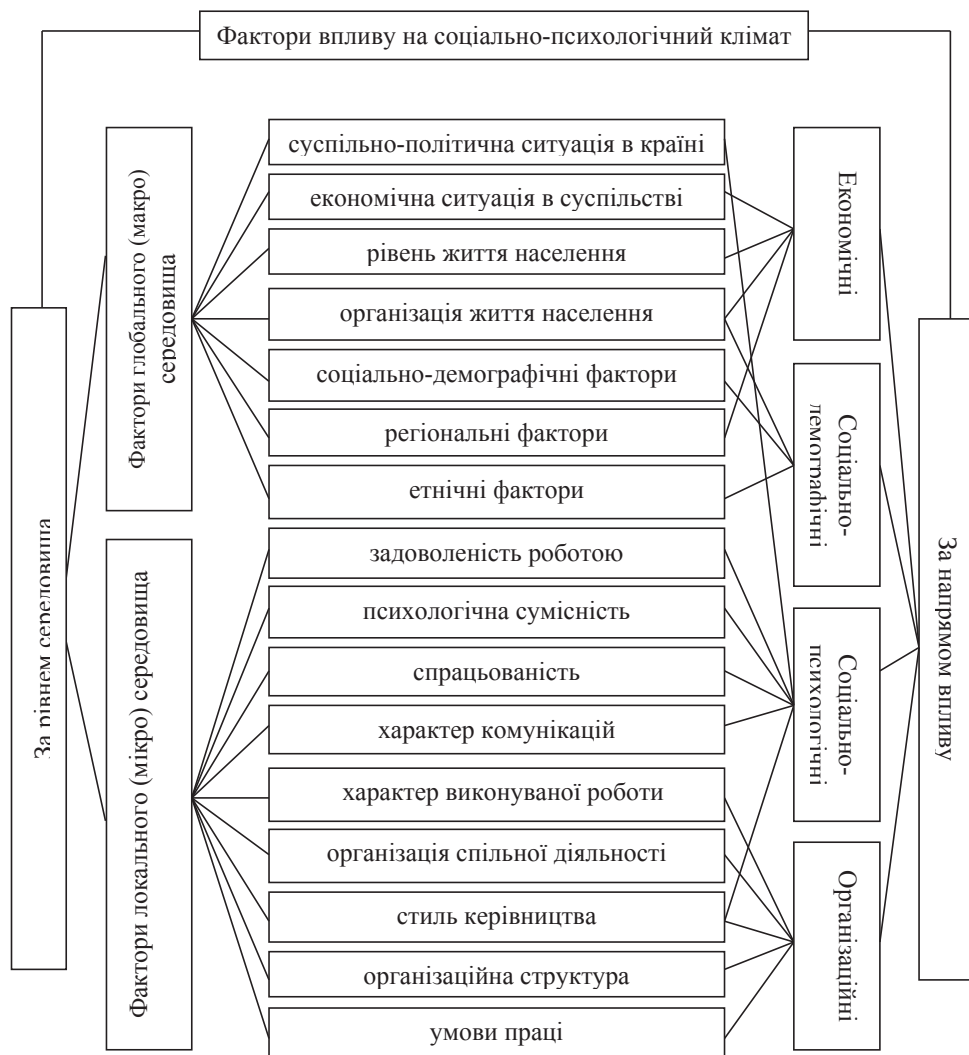 Фактори впливу на соціально-психологічний клімат
За рівнем середовища
Фактори глобального (макро)
середовища
Фактори локального (мікро) середовища
суспільно-політична ситуація в країні
економічна ситуація в суспільстві
рівень життя населення
організація життя населення
соціально-демографічні фактори
регіональні фактори
етнічні фактори
задоволеність роботою
психологічна сумісність
спрацьованість
характер комунікацій
характер виконуваної роботи
організація спільної діяльності
стиль керівництва
організаційна структура
умови праці
Економічні
Соціально-
демографічні
Соціально-
психологічні
Організаційні
За напрямом впливу